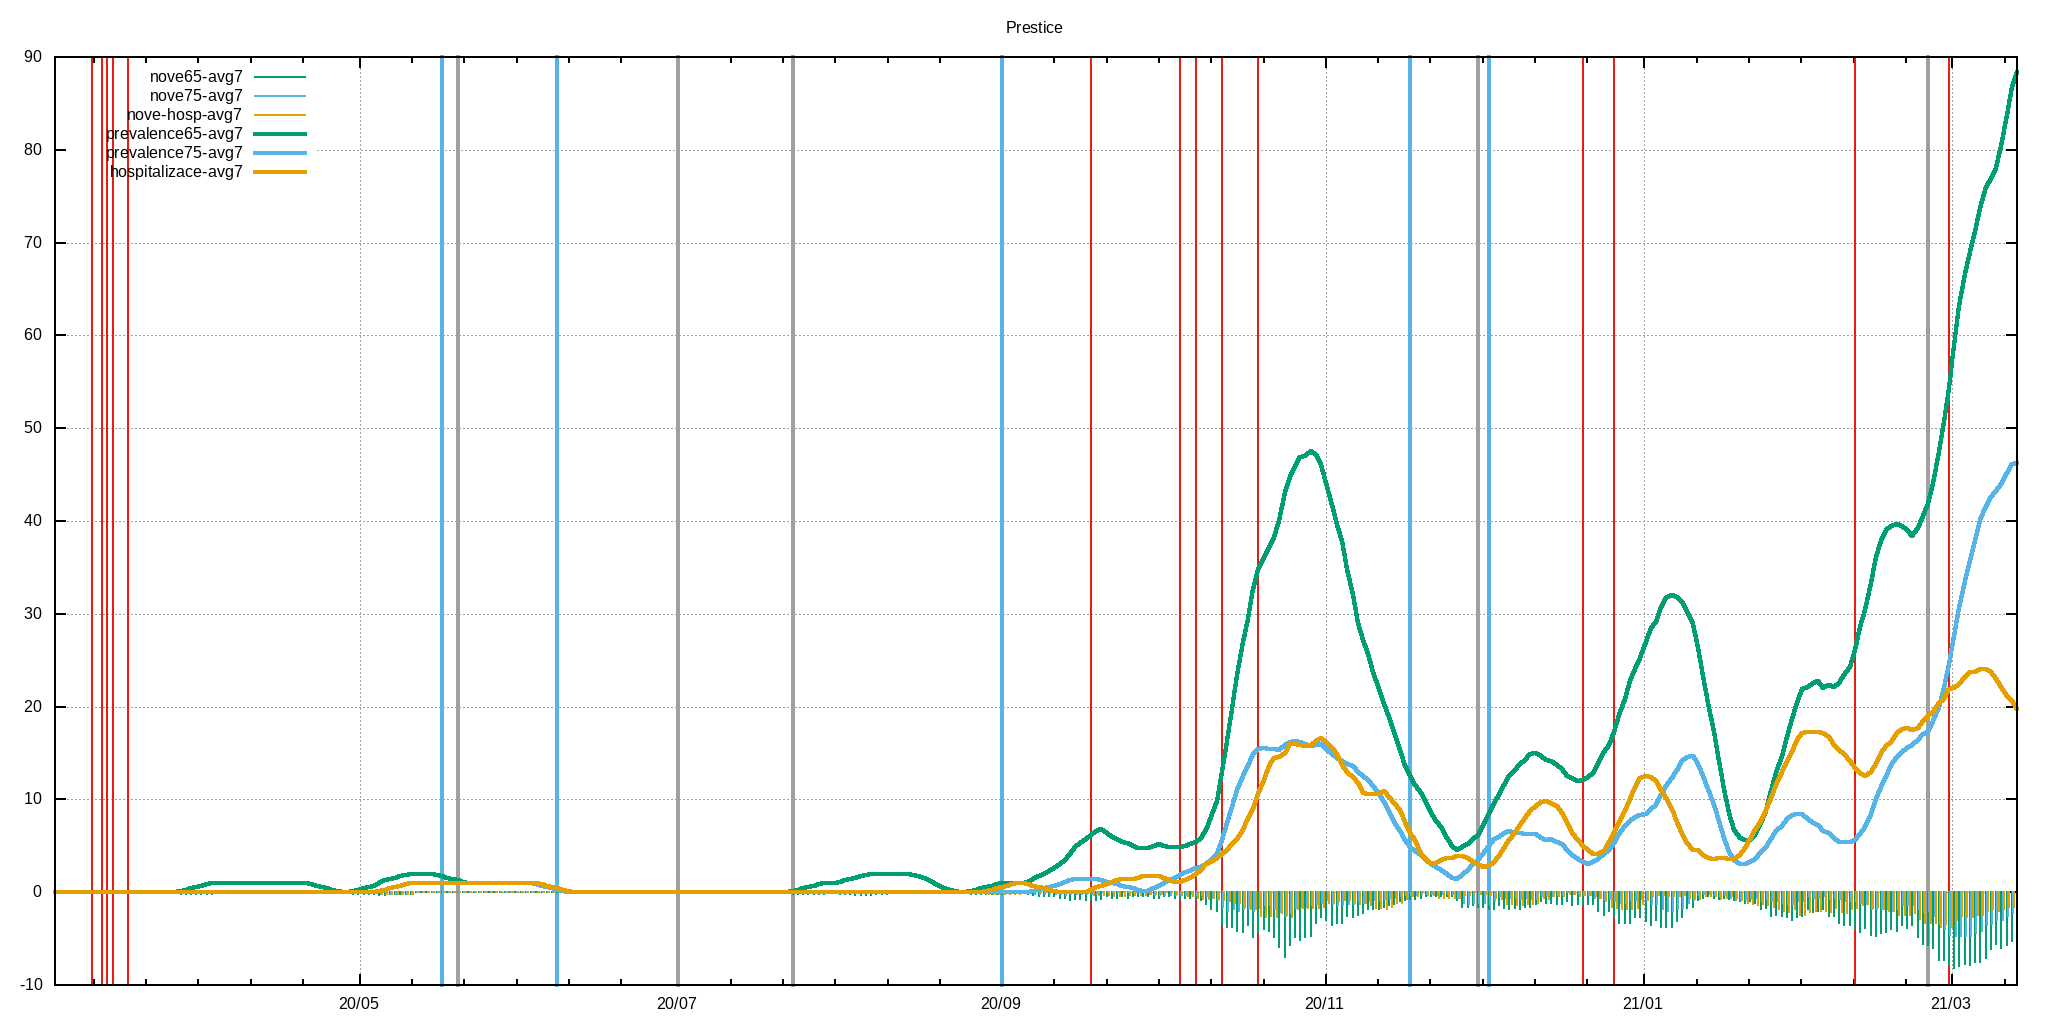 Prestice
90
80
70
60
50
40
30
20
10
0
-10
nove65-avg7
nove75-avg7
nove-hosp-avg7
prevalence65-avg7
prevalence75-avg7
hospitalizace-avg7
20/05 20/07 20/09 20/11 21/01 21/03